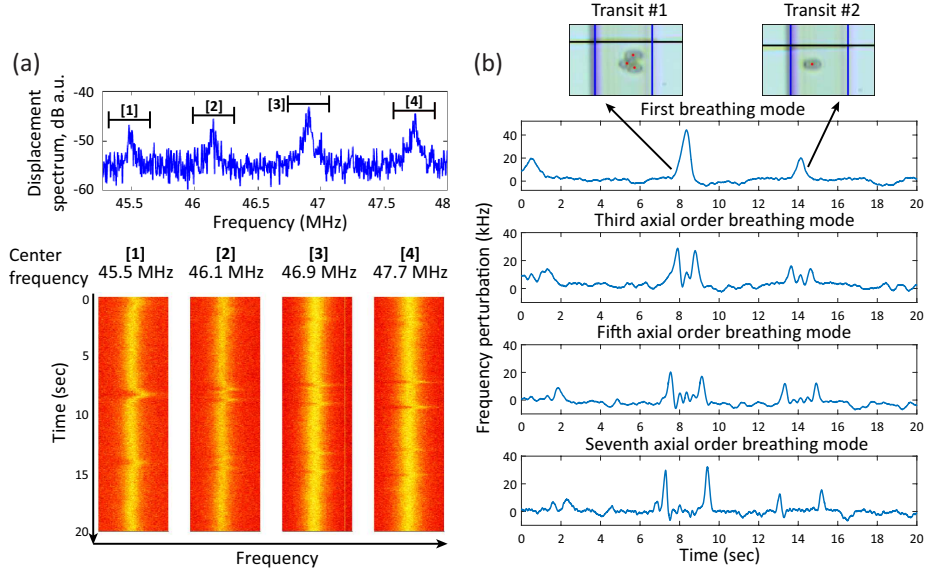 (a)
Displacement
spectrum, dB a.u.
-40
-50
-60
[1]
[2]
[3]
[4]
45.5
46
46.5
47
47.5
48
Frequency (MHz)
Center
frequency
[1]
45.5 MHz
[2]
46.1 MHz
[3]
46.9 MHz
[4]
47.7 MHz
Time (sec)
0
5
10
15
20
Frequency
(b)
Transit #1
Transit #2
Frequency perturbation (kHz)
First breathing mode
40
20
0
0 2 4 6 8 10 12 14 16 18 20
Third axial order breathing mode
40
20
0
0 2 4 6 8 10 12 14 16 18 20
Fifth axial order breathing mode
40
20
0
0 2 4 6 8 10 12 14 16 18 20
Seventh axial order breathing mode
40
20
0
0 2 4 6 8 10 12 14 16 18 20
Time (sec)